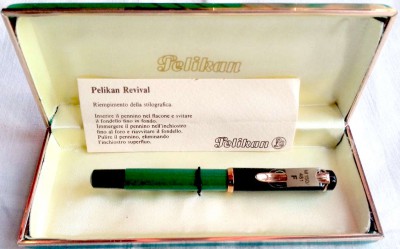 Pelikan
Pelikan Revival
Riempimento della stilografica.
Inserire il pennino nel flacone e svitare
il fondello fino in fondo.
Immergere il pennino nell'inchiostro
fino al foro e riavvitare il fondello.
Pulire il pennino, eliminando
l'inchiostro superfluo.
Pelikan